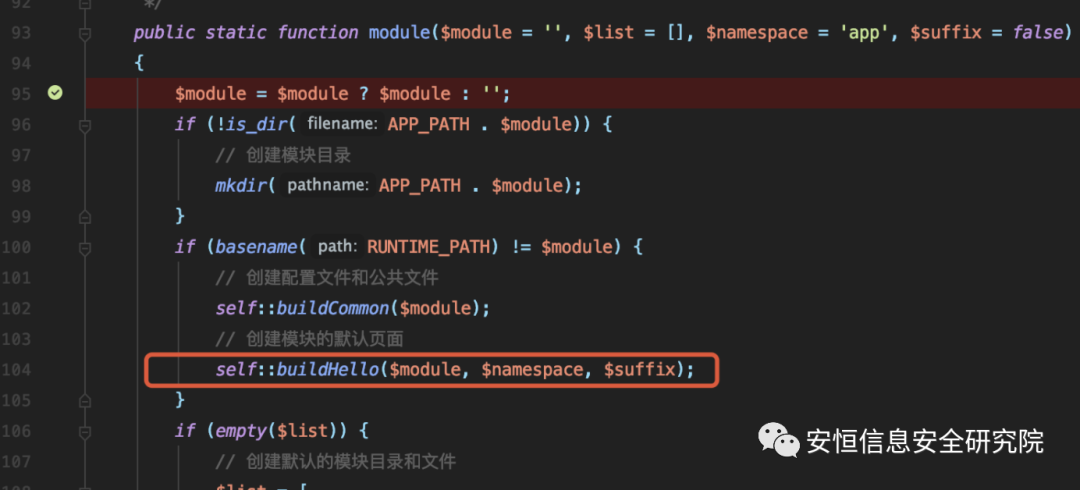 92 */
93 public static function module($module = '', $list = [], $namespace = 'app', $suffix = false)
94 {
95 $module = $module ? $module : '';
96 if (!is_dir( filename: APP_PATH . $module)) {
97 // 创建模块目录
98 mkdir( pathname: APP_PATH . $module);
99 }
100 if (basename( path: RUNTIME_PATH) != $module) {
101 // 创建配置文件和公共文件
102 self::buildCommon($module);
103 // 创建模块的默认页面
104 self::buildHello($module, $namespace, $suffix);
105 }
106 if (empty($list)) {
107 // 创建默认的模块目录和文件
108 $list = [
安恒信息安全研究院